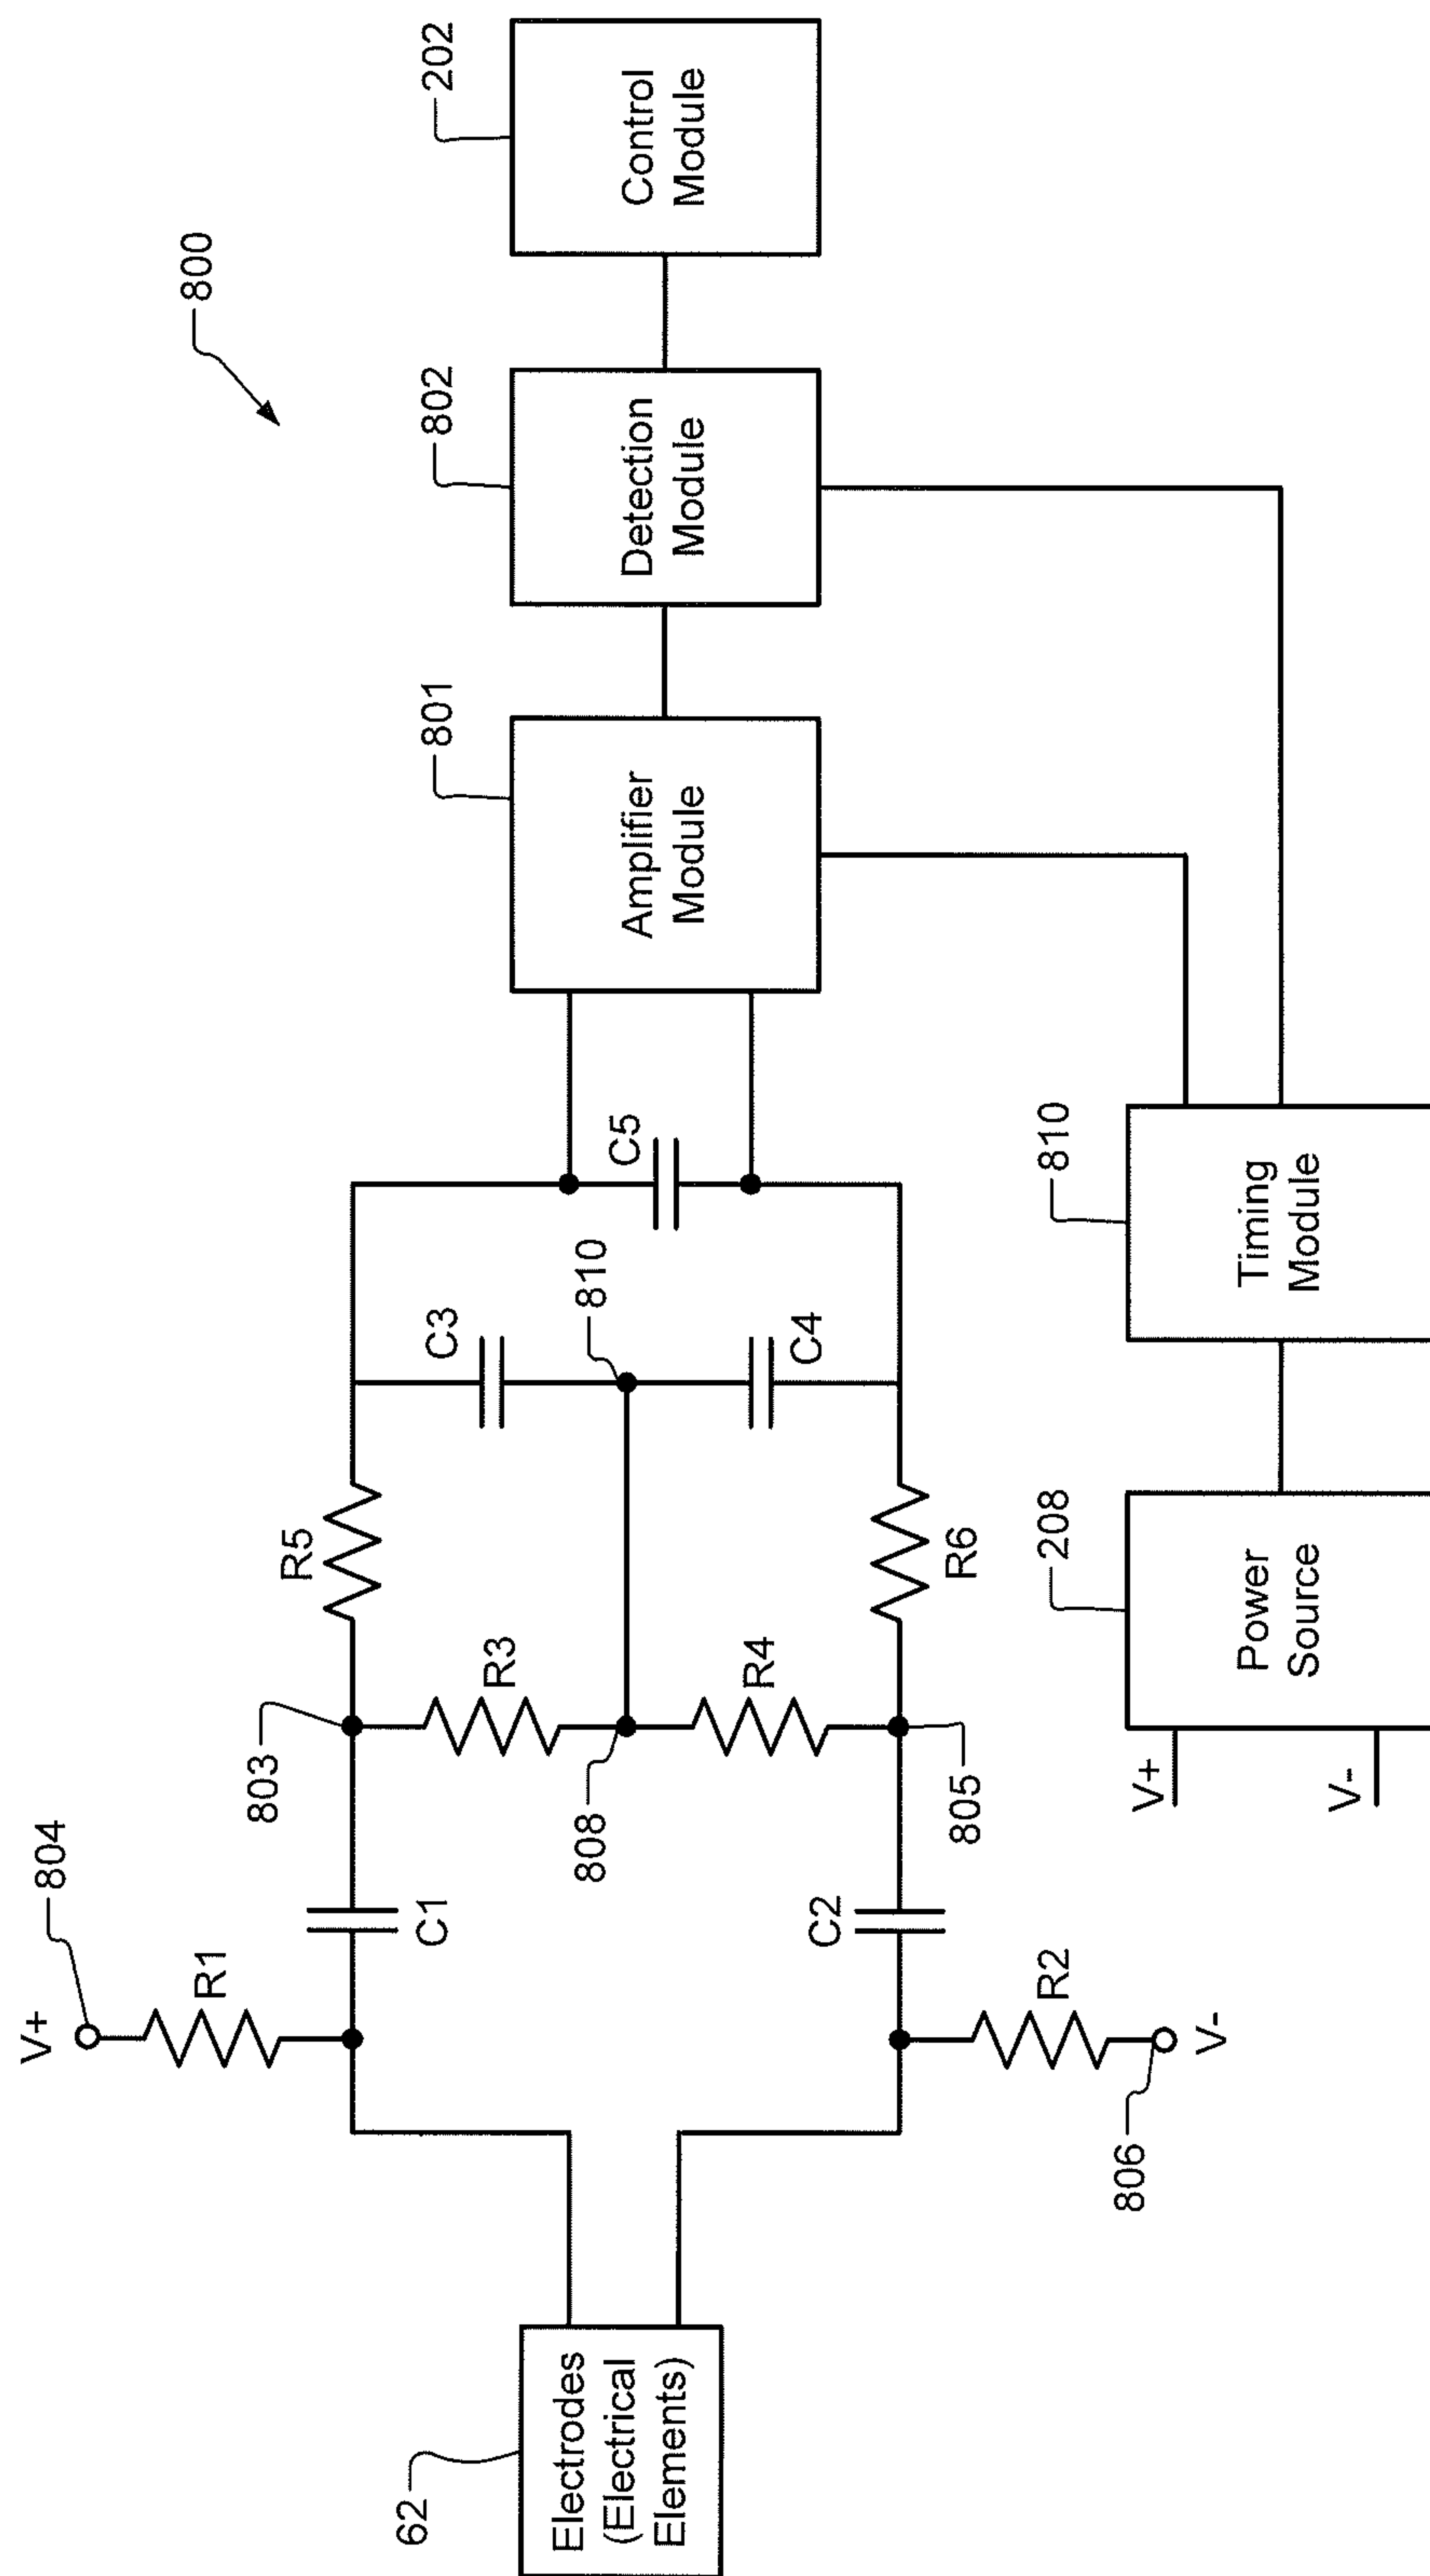 800
V+
804
R1
803
R5
C3
C1
R3
810
C5
801
802
202
62
Electrodes
(Electrical
Elements)
808
Amplifier
Module
Detection
Module
Control
Module
R4
C4
C2
R2
805
R6
806
V-
V+
V-
208
Power
Source
810
Timing
Module